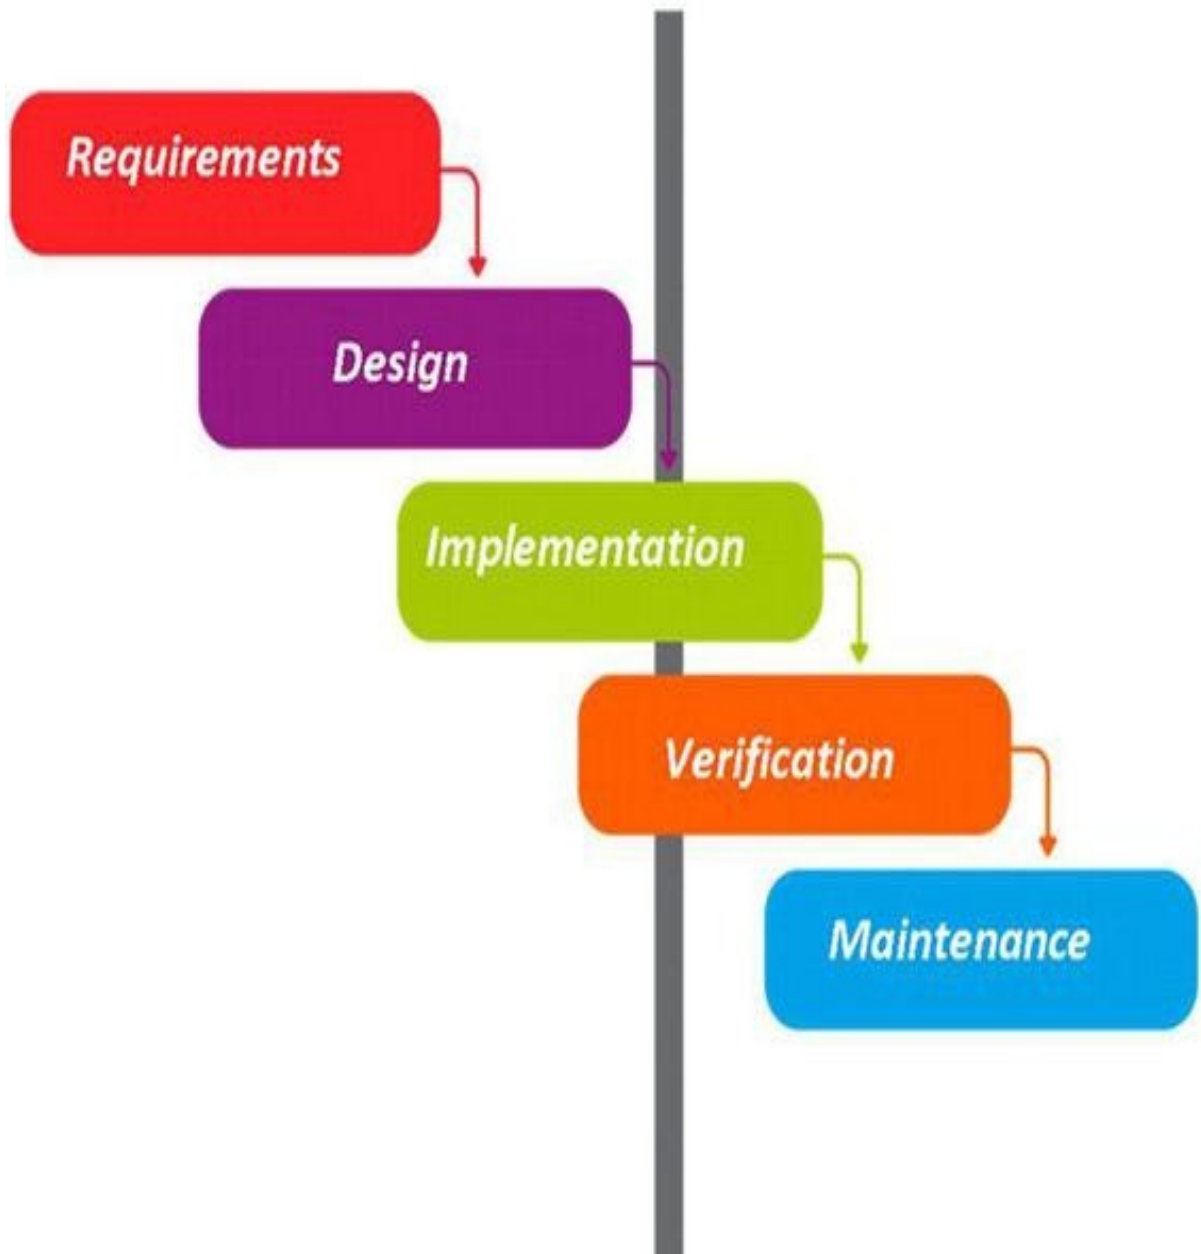 Requirements
Design
Implementation
Verification
Maintenance